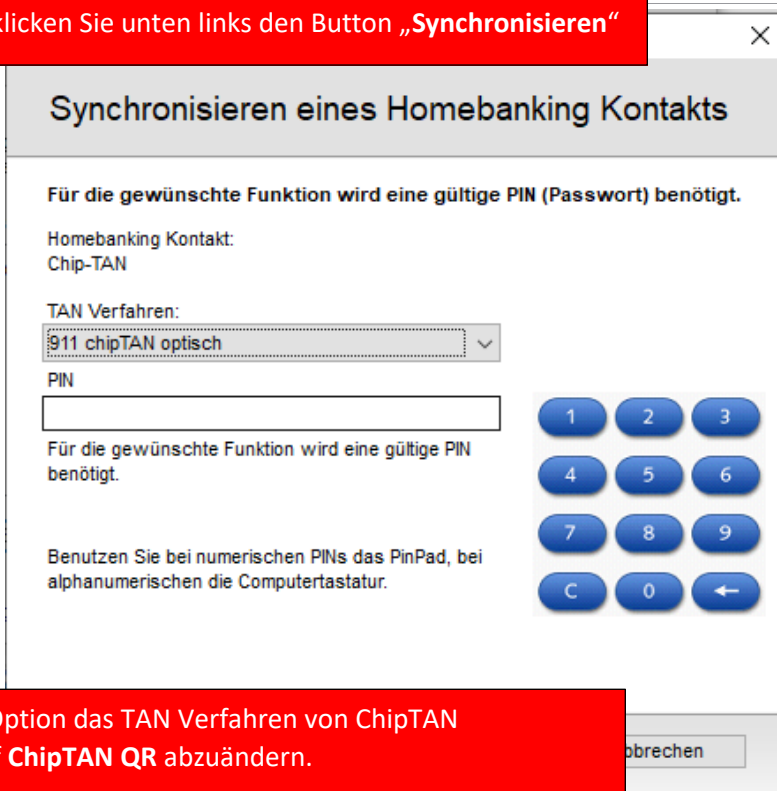 klicken Sie unten links den Button „Synchronisieren“
Synchronisieren eines Homebanking Kontakts
Für die gewünschte Funktion wird eine gültige PIN (Passwort) benötigt.
Homebanking Kontakt:
Chip-TAN
TAN Verfahren:
911 chipTAN optisch
PIN
Für die gewünschte Funktion wird eine gültige PIN
benötigt.
Benutzen Sie bei numerischen PINs das PinPad, bei
alphanumerischen die Computertastatur.
1 2 3
4 5 6
7 8 9
C 0 ←
Option das TAN Verfahren von ChipTAN
ChipTAN QR abzuändern.
bbrechen